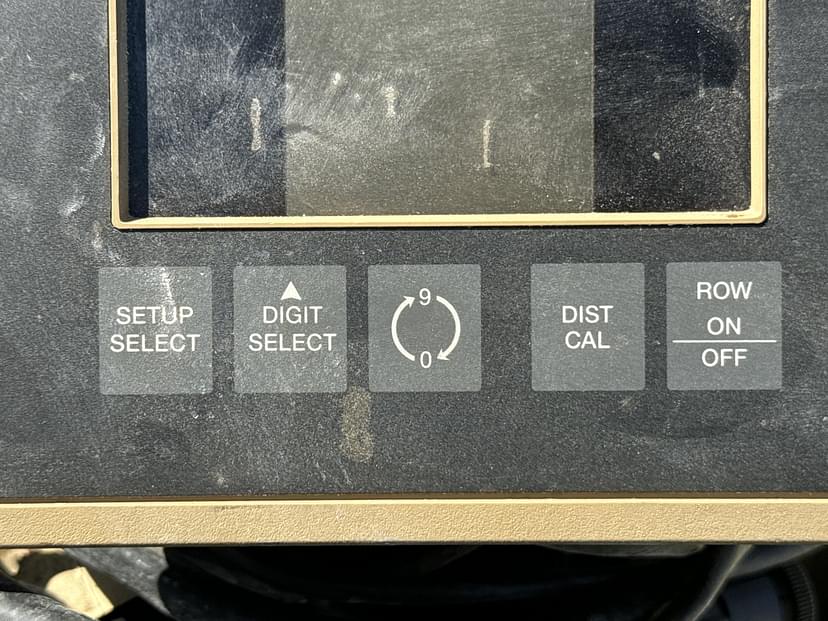 SETUP
SELECT
DIGIT
SELECT
9
0
DIST
CAL
ROW
ON
OFF